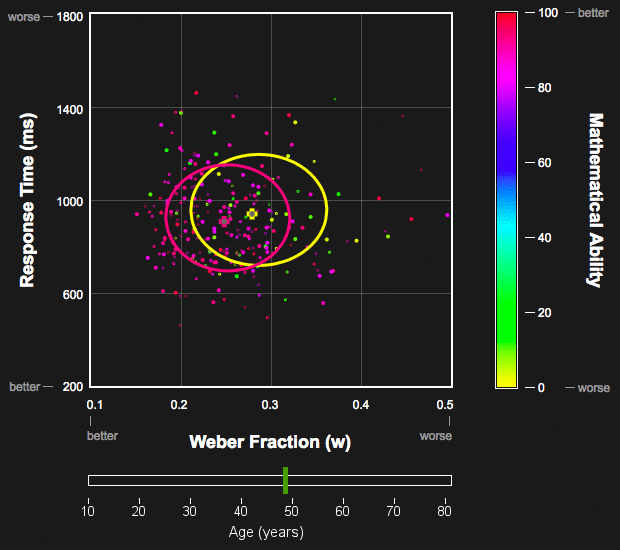 worse
1800
100
better
1400
80
Response Time (ms)
Mathematical Ability
60
1000
40
600
20
better
200
0
worse
0.1
0.2
0.3
0.4
0.5
better
worse
Weber Fraction (w)
10
20
30
40
50
60
70
80
Age (years)